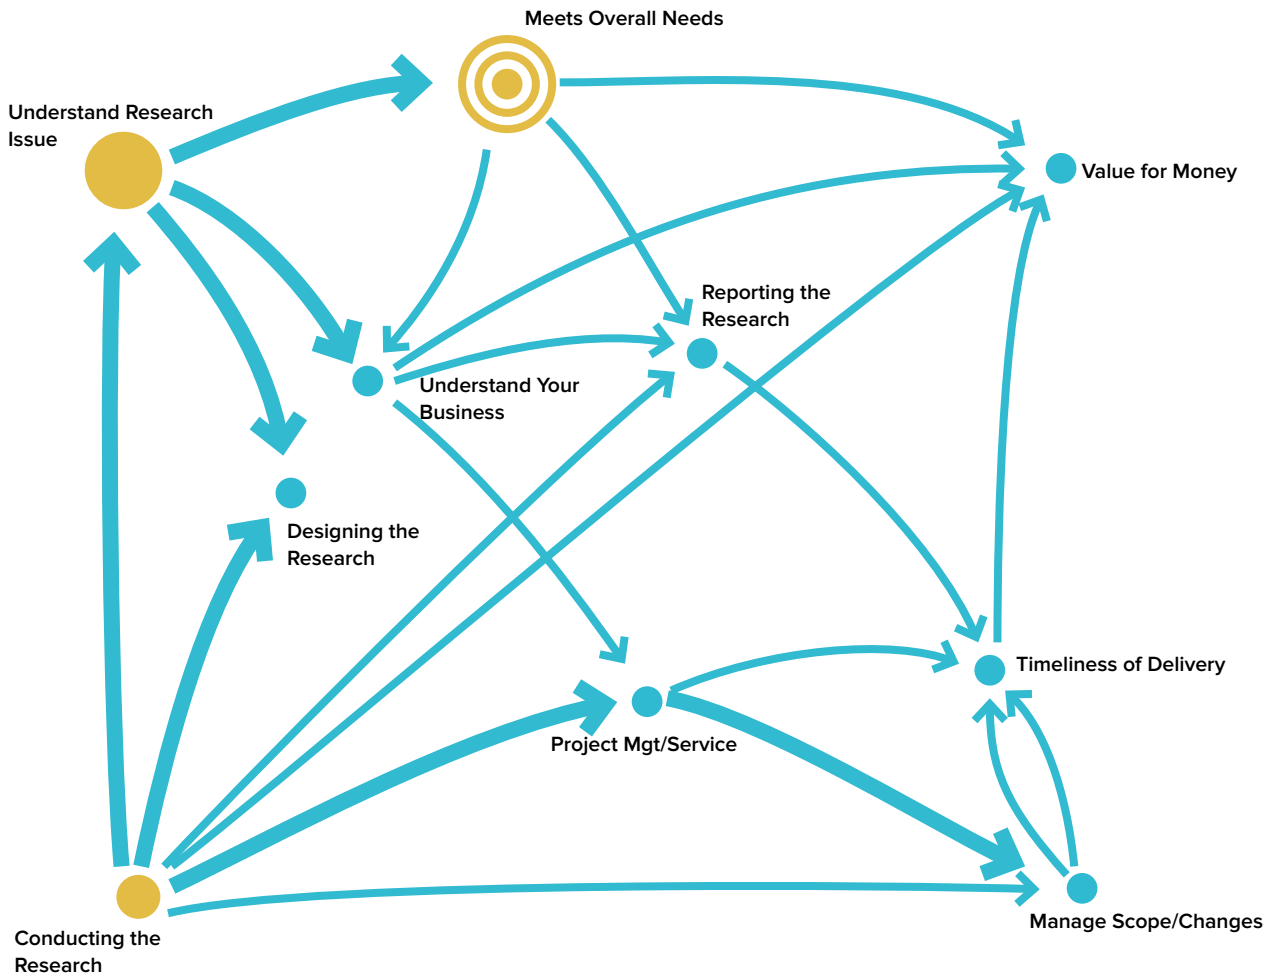 Meets Overall Needs
Understand Research
Issue
Value for Money
Reporting the
Research
Understand Your
Business
Designing the
Research
Timeliness of Delivery
Project Mgt/Service
Manage Scope/Changes
Conducting the
Research